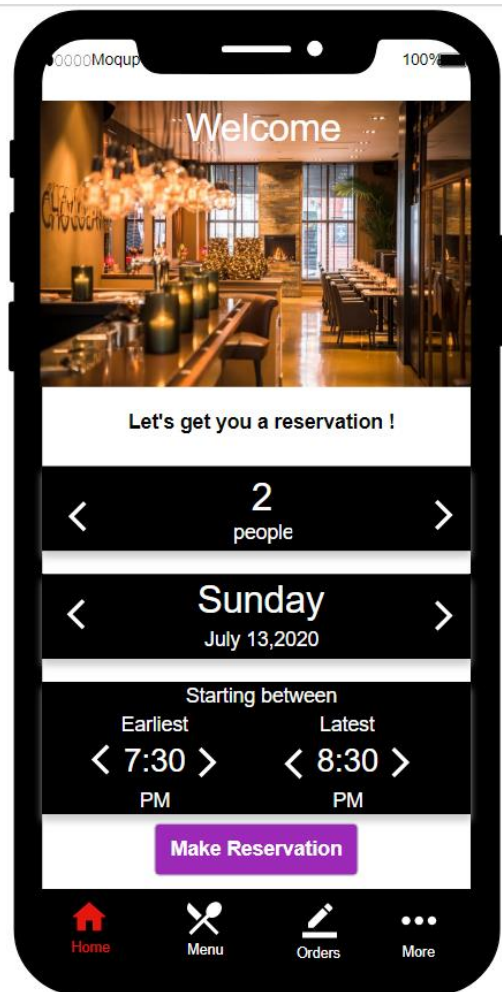 Moqup
100%
Welcome
Let's get you a reservation !
2
people
Sunday
July 13,2020
Starting between
Earliest Latest
7:30 8:30
PM PM
Make Reservation
Home Menu Orders More